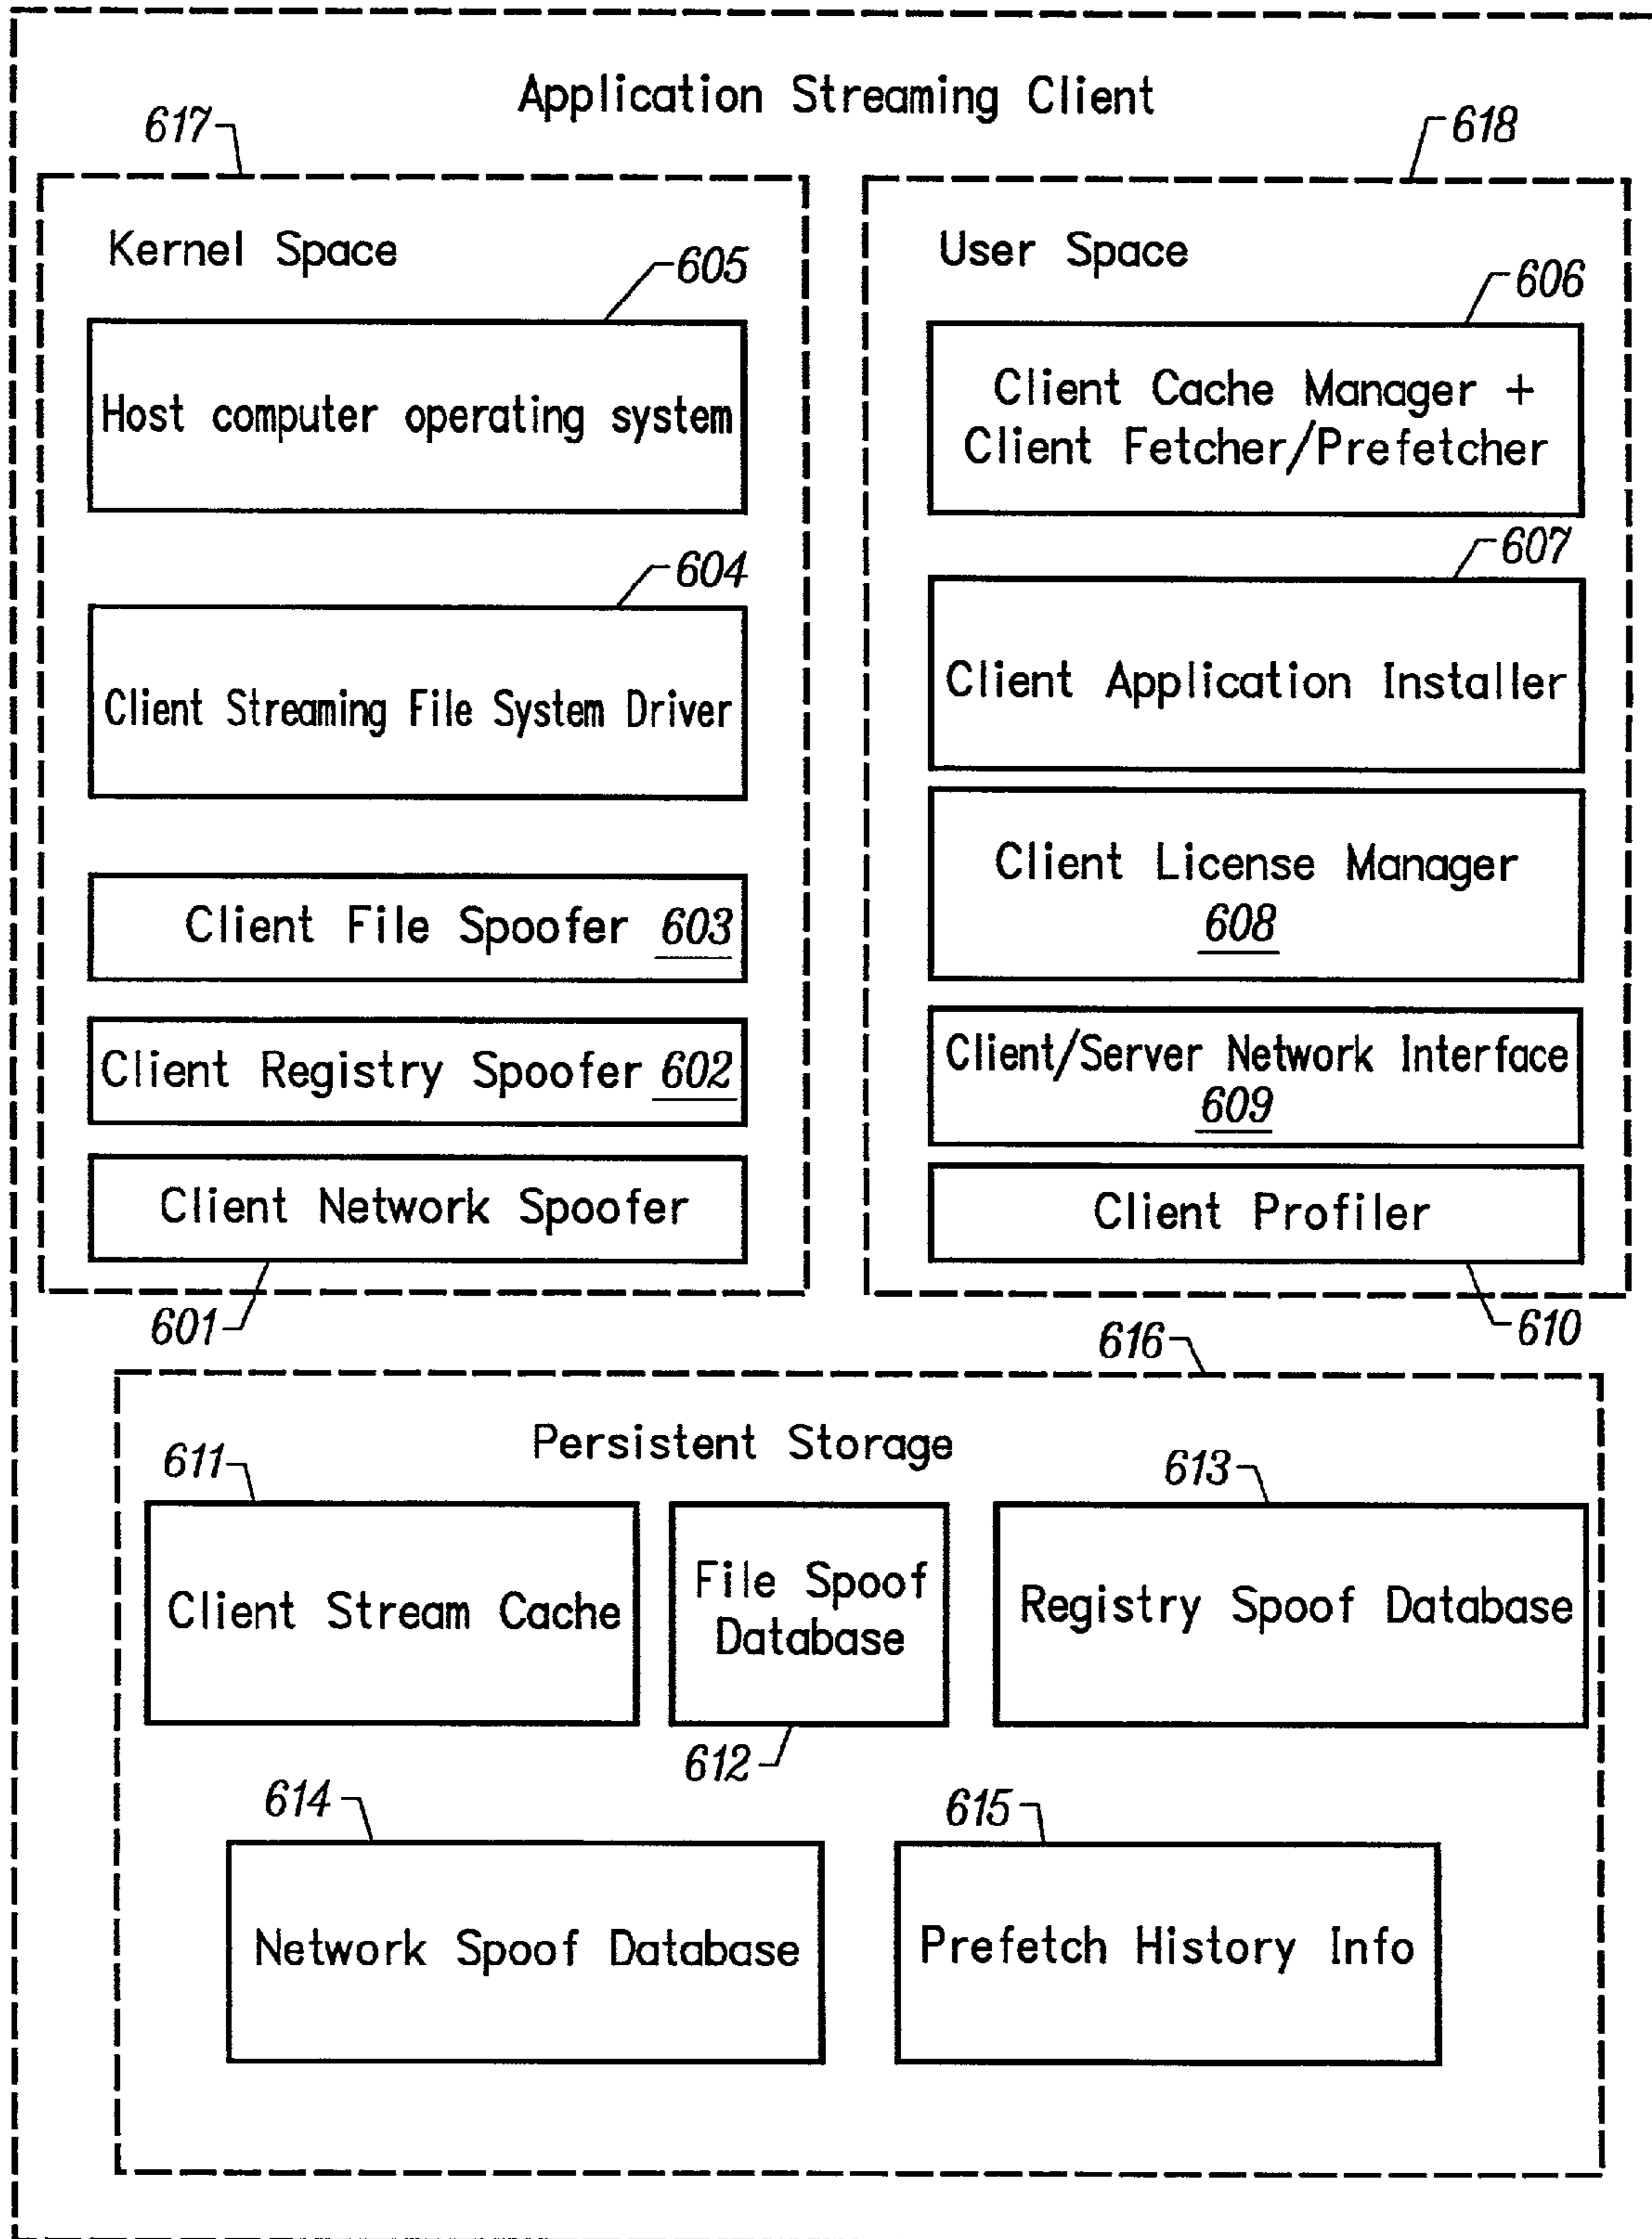 Application Streaming Client
617
618
Kernel Space
605
Host computer operating system
604
Client Streaming File System Driver
Client File Spoofer 603
Client Registry Spoofer 602
Client Network Spoofer
601
User Space
606
Client Cache Manager +
Client Fetcher/Prefetcher
607
Client Application Installer
Client License Manager
608
Client/Server Network Interface
609
Client Profiler
610
616
Persistent Storage
611
Client Stream Cache
File Spoof
Database
612
613
Registry Spoof Database
614
Network Spoof Database
615
Prefetch History Info